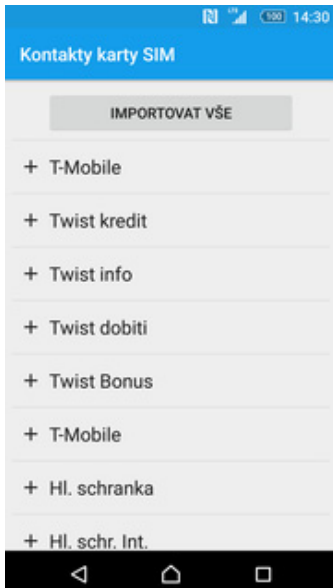 100 14:30
Kontakty karty SIM
IMPORTOVAT VŠE
+ T-Mobile
+ Twist kredit
+ Twist info
+ Twist dobiti
+ Twist Bonus
+ T-Mobile
+ Hl. schranka
+ Hl. schr. Int.